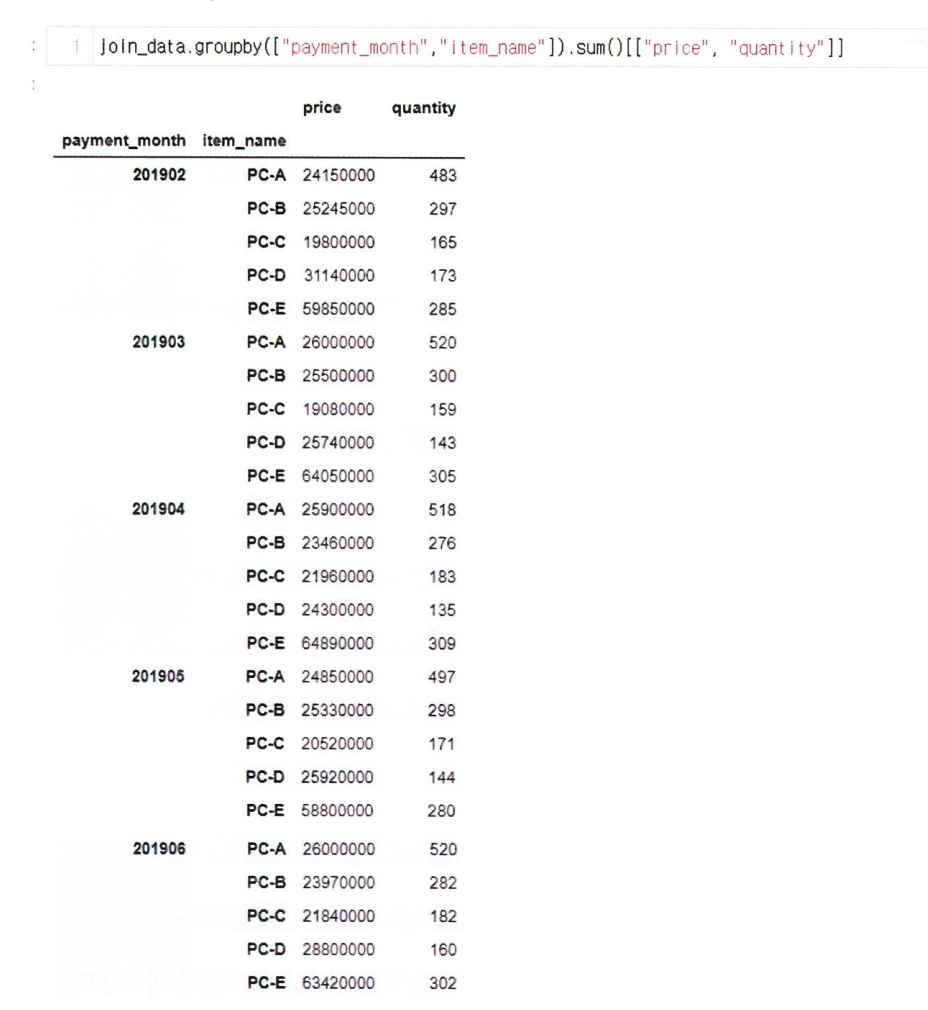 : 1 join_data.groupby(["payment_month","item_name"]).sum()[["price", "quantity"]]
:
price quantity
payment_month item_name
201902 PC-A 24150000 483
PC-B 25245000 297
PC-C 19800000 165
PC-D 31140000 173
PC-E 59850000 285
201903 PC-A 26000000 520
PC-B 25500000 300
PC-C 19080000 159
PC-D 25740000 143
PC-E 64050000 305
201904 PC-A 25900000 518
PC-B 23460000 276
PC-C 21960000 183
PC-D 24300000 135
PC-E 64890000 309
201905 PC-A 24850000 497
PC-B 25330000 298
PC-C 20520000 171
PC-D 25920000 144
PC-E 58800000 280
201906 PC-A 26000000 520
PC-B 23970000 282
PC-C 21840000 182
PC-D 28800000 160
PC-E 63420000 302